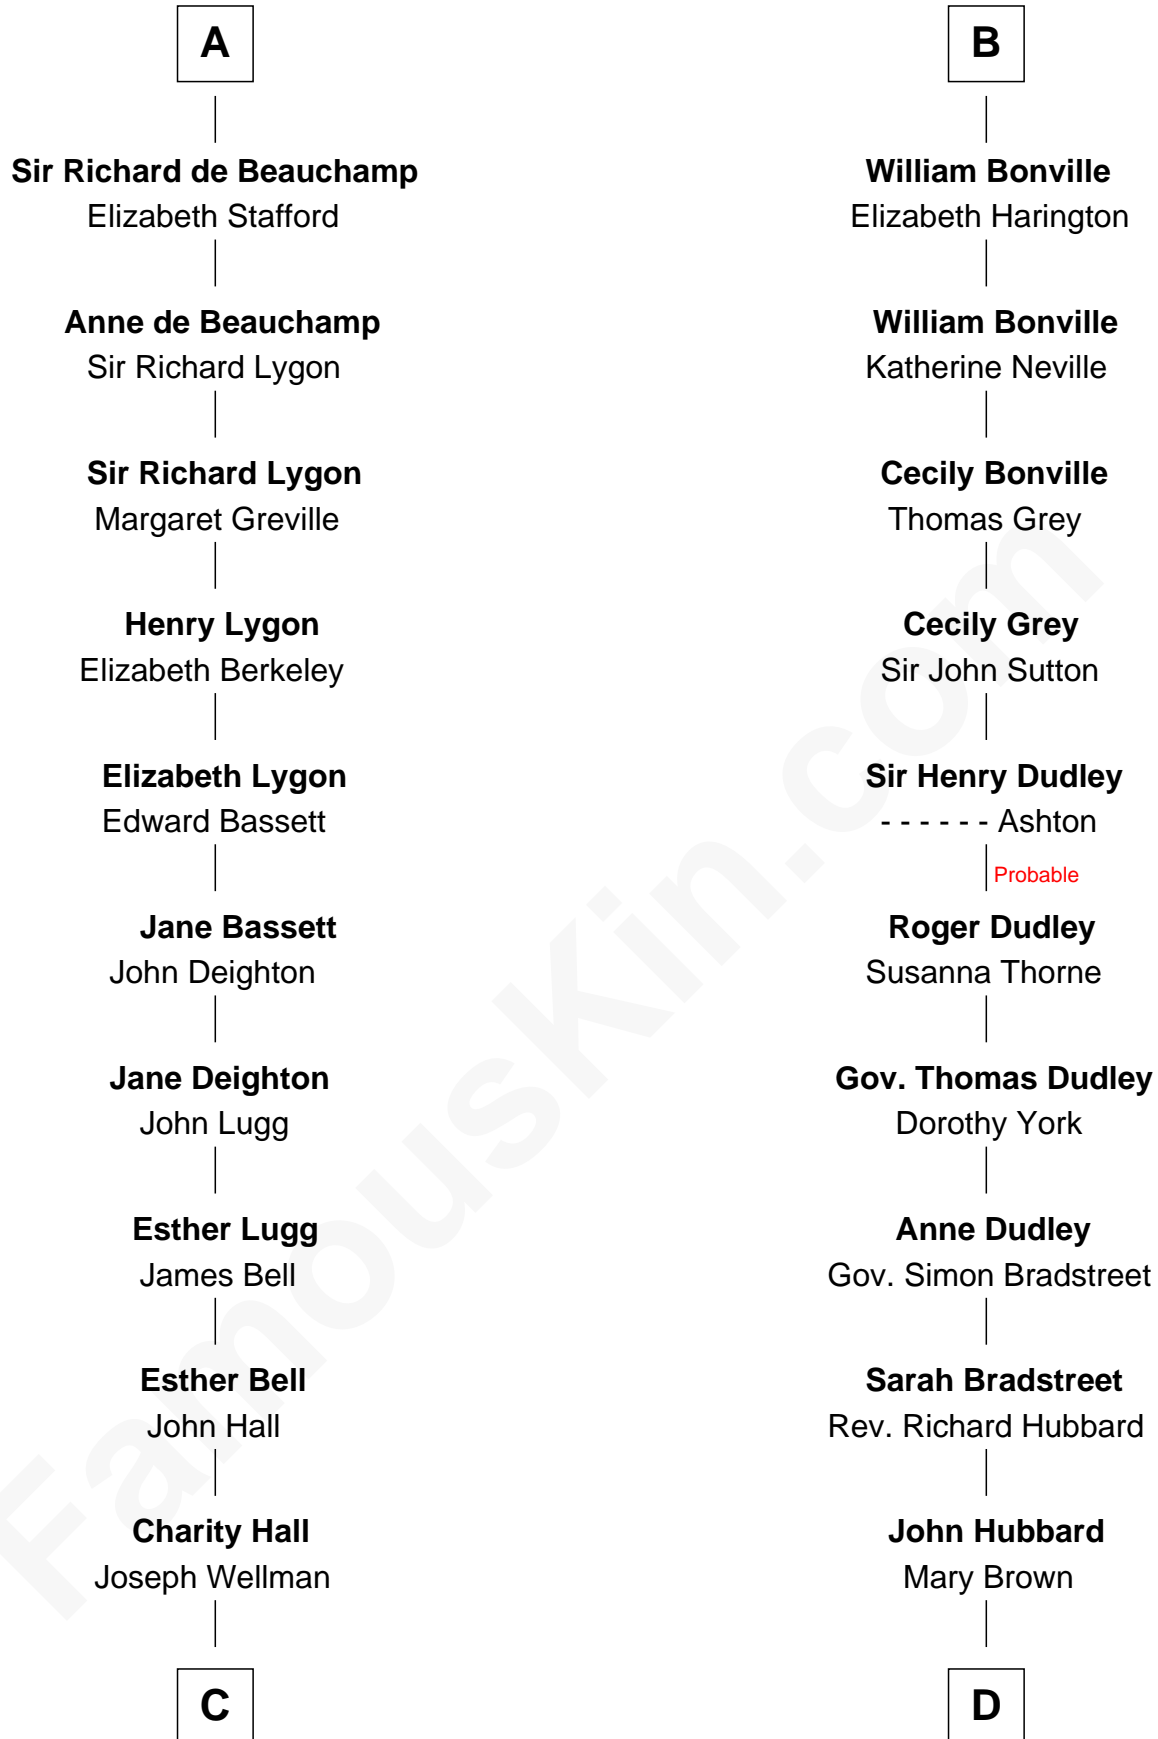 A
Sir Richard de Beauchamp
Elizabeth Stafford
Anne de Beauchamp
Sir Richard Lygon
Sir Richard Lygon
Margaret Greville
Henry Lygon
Elizabeth Berkeley
Elizabeth Lygon
Edward Bassett
Jane Bassett
John Deighton
Jane Deighton
John Lugg
Esther Lugg
James Bell
Esther Bell
John Hall
Charity Hall
Joseph Wellman
C
B
William Bonville
Elizabeth Harington
William Bonville
Katherine Neville
Cecily Bonville
Thomas Grey
Cecily Grey
Sir John Sutton
Sir Henry Dudley
- - - - - - Ashton
Probable
Roger Dudley
Susanna Thorne
Gov. Thomas Dudley
Dorothy York
Anne Dudley
Gov. Simon Bradstreet
Sarah Bradstreet
Rev. Richard Hubbard
John Hubbard
Mary Brown
D
FamousKin.com